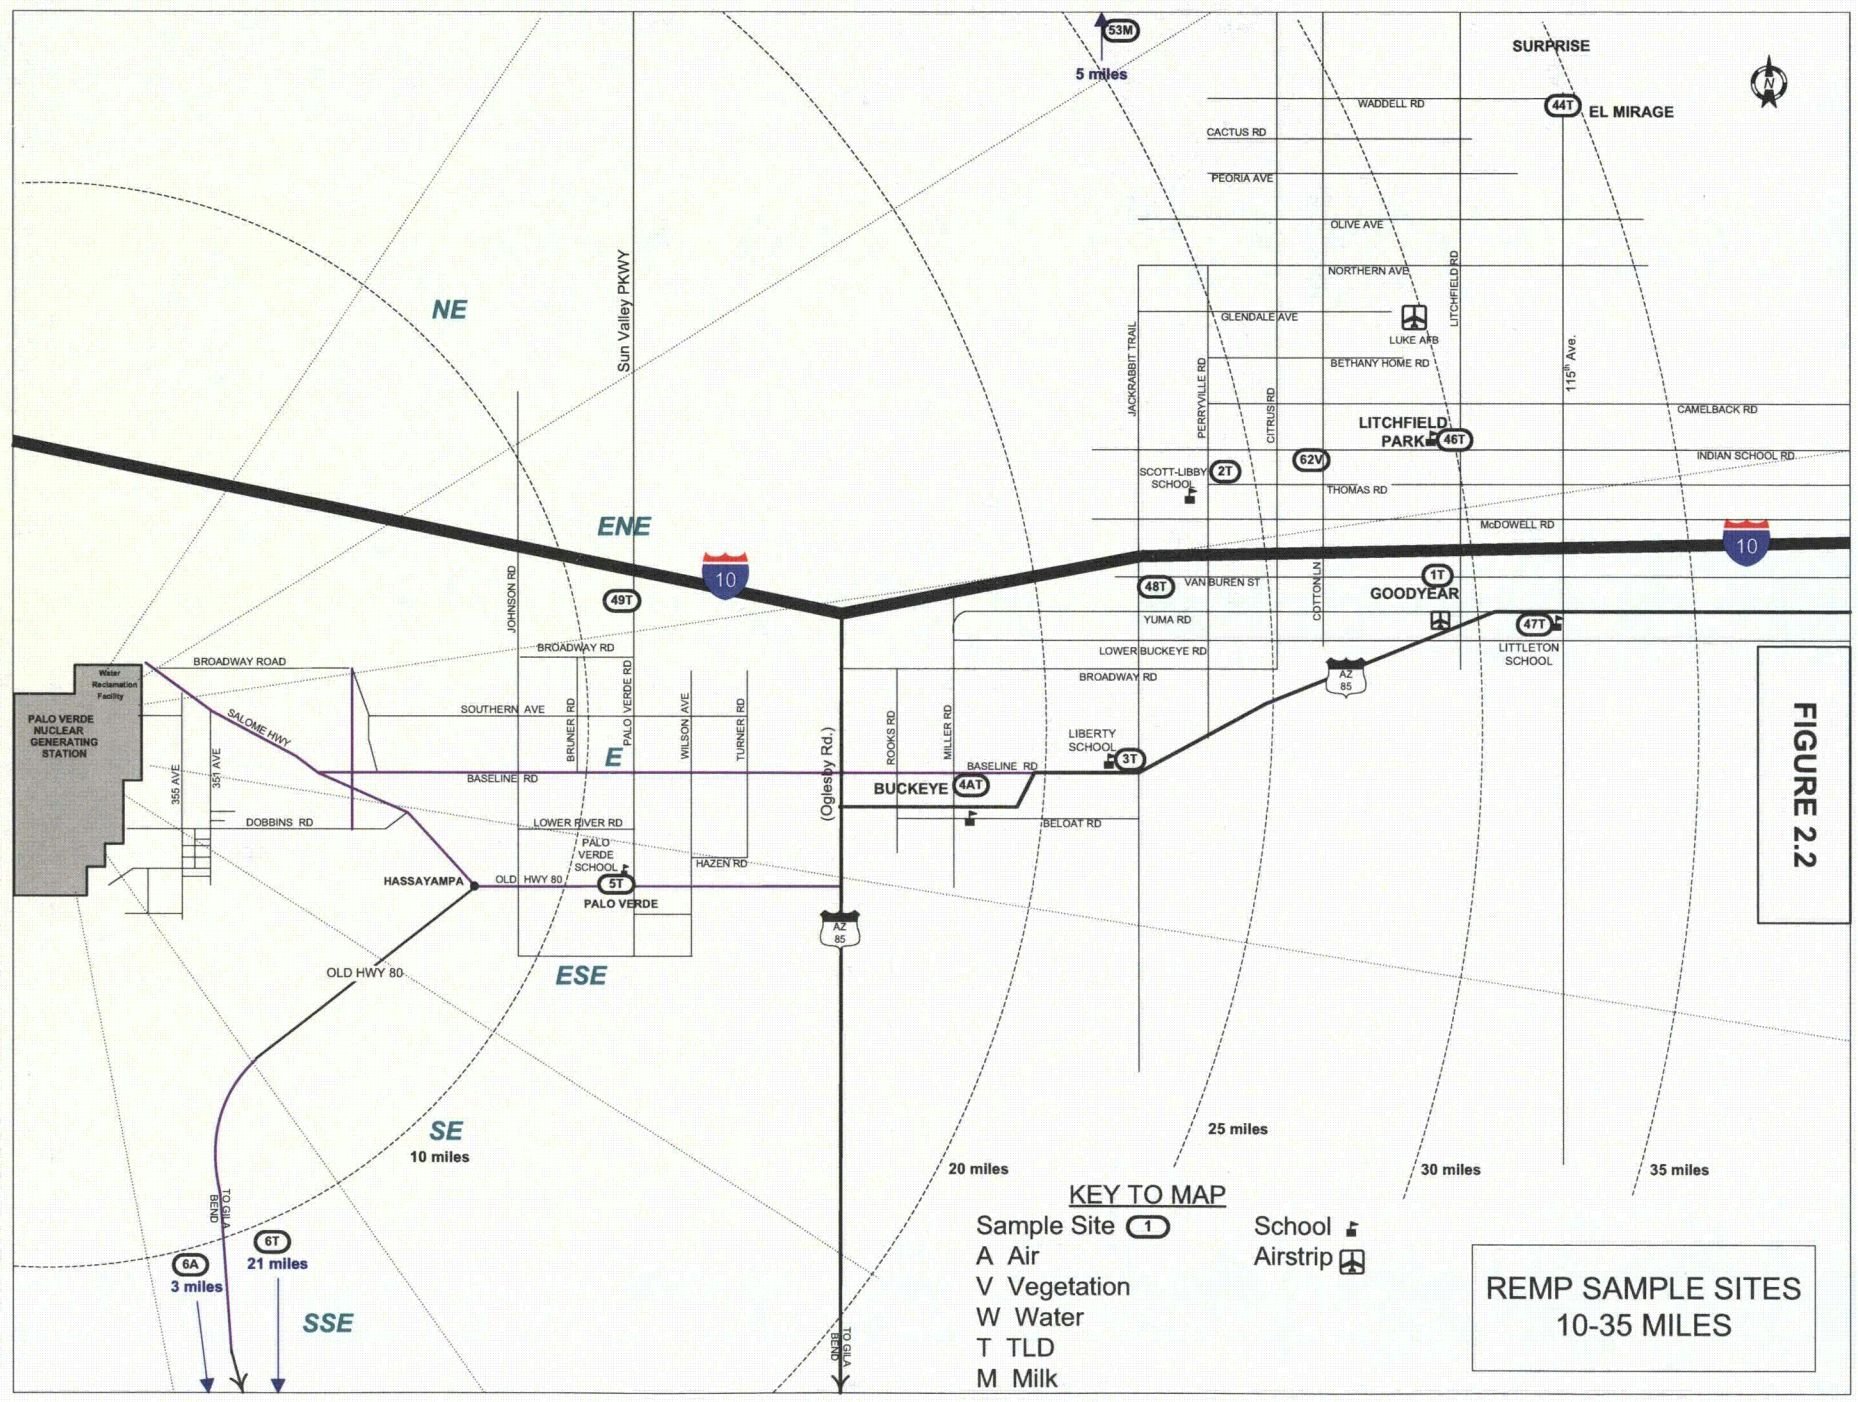 53M
5 miles
SURPRISE
N
44T
EL MIRAGE
WADDELL RD
CACTUS RD
PEORIA AVE
OLIVE AVE
NORTHERN AVE
LITCHFIELD RD
GLENDALE AVE
LUKE AFB
BETHANY HOME RD
115th Ave.
JACKRABBIT TRAIL
PERRYVILLE RD
CITRUS RD
CAMELBACK RD
LITCHFIELD
PARK
46T
INDIAN SCHOOL RD
62V
2T
SCOTT-LIBBY
SCHOOL
THOMAS RD
McDOWELL RD
10
NE
Sun Valley PKWY
ENE
10
JOHNSON RD
49T
48T
VAN BUREN ST
COTTON LN
1T
GOODYEAR
YUMA RD
47T
LITTLETON
SCHOOL
LOWER BUCKEYE RD
BROADWAY RD
AZ
85
BROADWAY RD
BROADWAY ROAD
Water
Reclamation
Facility
PALO VERDE
NUCLEAR
GENERATING
STATION
SALOME HWY
355 AVE
351 AVE
SOUTHERN AVE
BRUNER RD
PALO VERDE RD
WILSON AVE
TURNER RD
E
BASELINE RD
(Oglesby Rd.)
ROOKS RD
MILLER RD
LIBERTY
SCHOOL
3T
BASELINE RD
BUCKEYE
4AT
BELOAT RD
DOBBINS RD
LOWER RIVER RD
PALO
VERDE
SCHOOL
HAZEN RD
HASSAYAMPA
OLD HWY 80
5T
PALO VERDE
AZ
85
OLD HWY 80
ESE
FIGURE 2.2
SE
10 miles
20 miles
25 miles
30 miles
35 miles
TO GILA
BEND
6A
3 miles
6T
21 miles
SSE
TO GILA
BEND
KEY TO MAP
Sample Site 1
A Air
V Vegetation
W Water
T TLD
M Milk
School
Airstrip
REMP SAMPLE SITES
10-35 MILES